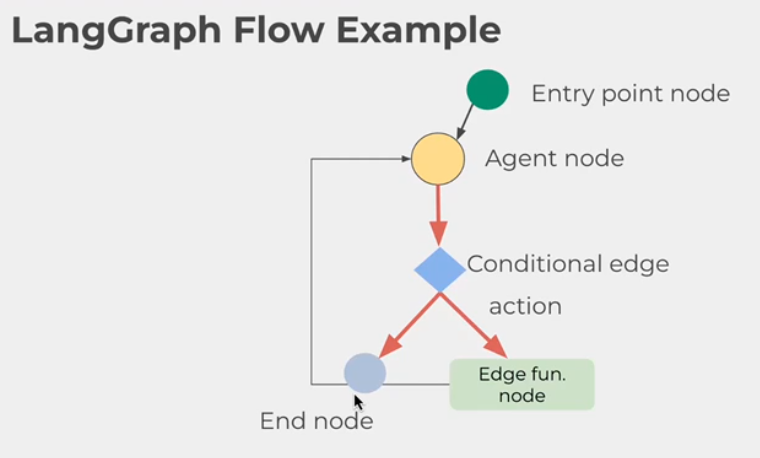 LangGraph Flow Example
Entry point node
Agent node
Conditional edge
action
Edge fun.
node
End node